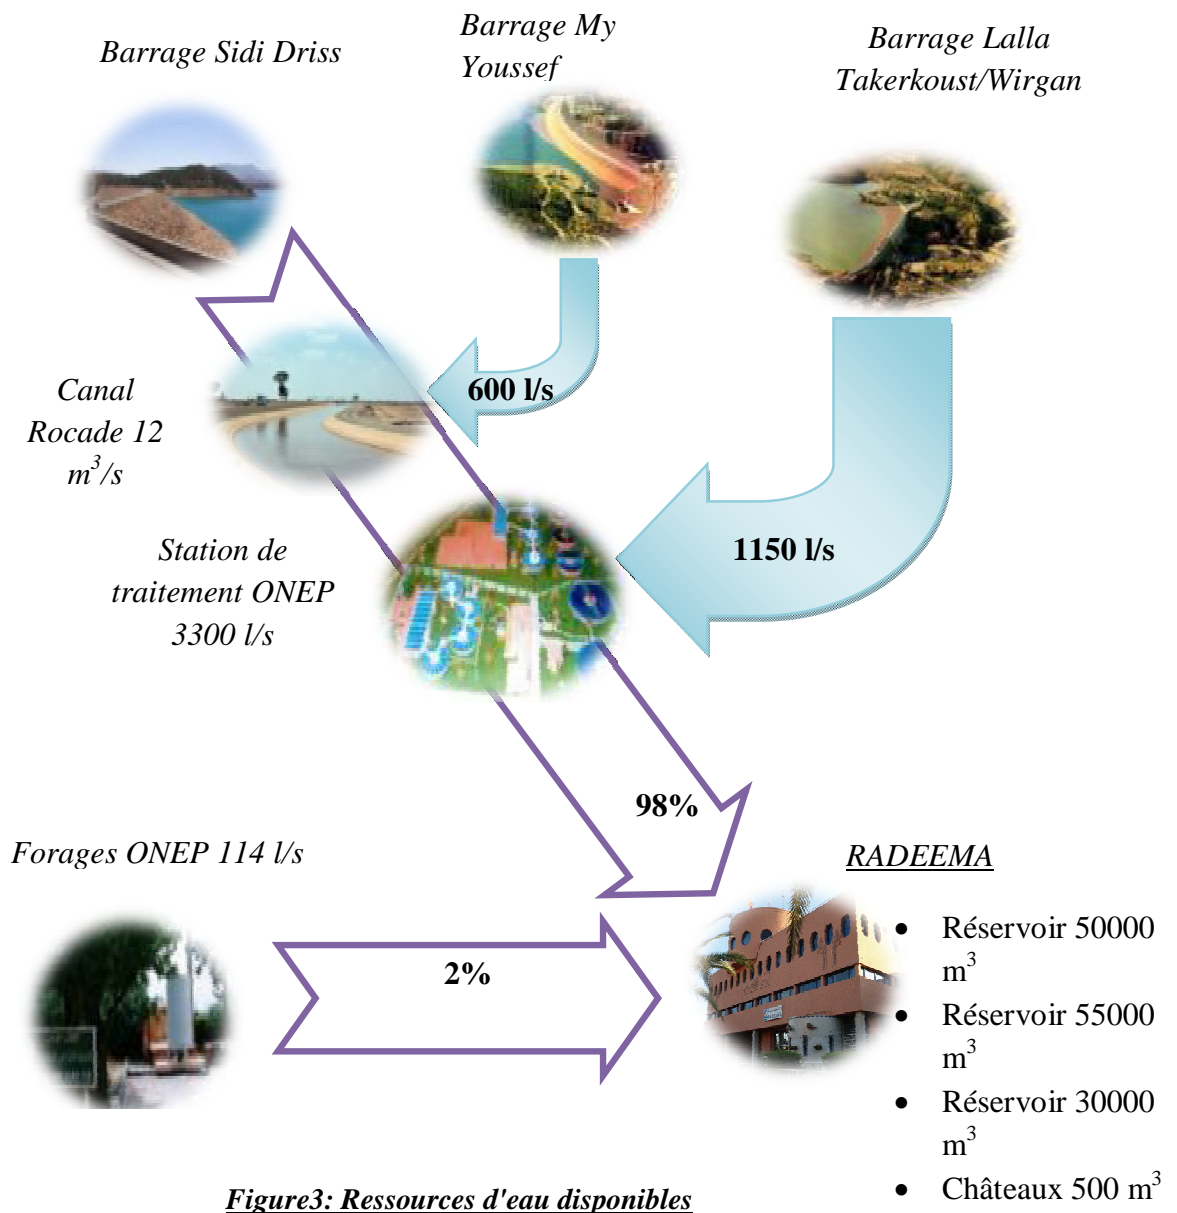 Barrage Sidi Driss
Barrage My
Youssef
Barrage Lalla
Takerkoust/Wirgan
Canal
Rocade 12
m³/s
600 l/s
1150 l/s
Station de
traitement ONEP
3300 l/s
98%
Forages ONEP 114 l/s
2%
RADEEMA
• Réservoir 50000
m³
• Réservoir 55000
m³
• Réservoir 30000
m³
• Châteaux 500 m³
Figure3: Ressources d'eau disponibles